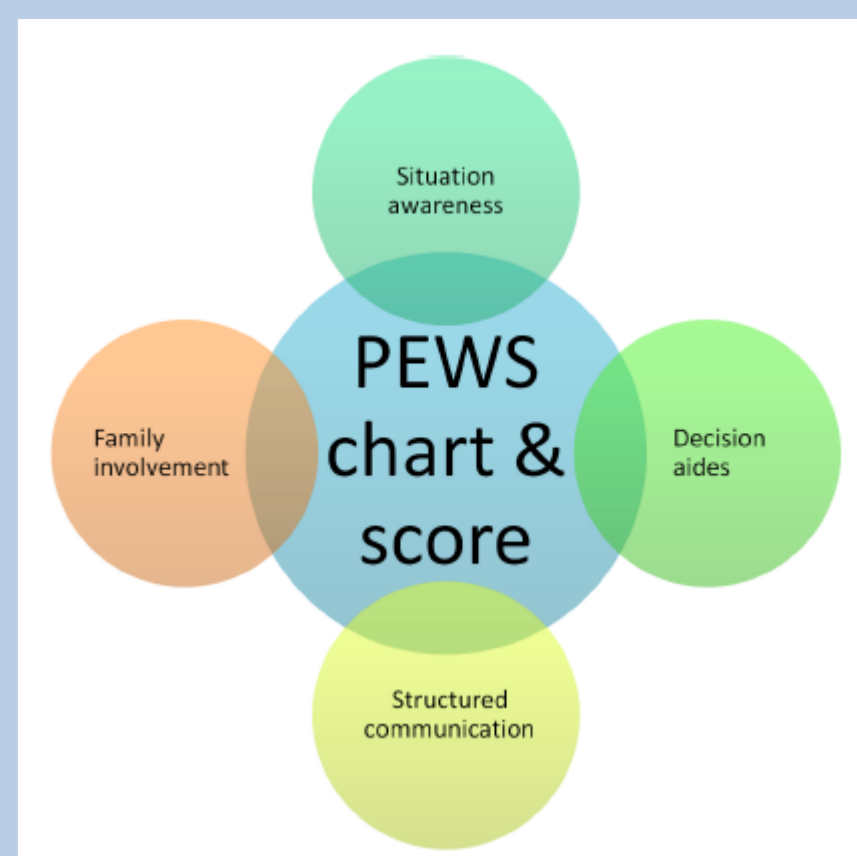 Situation
awareness
PEWS
chart &
score
Family
involvement
Decision
aides
Structured
communication